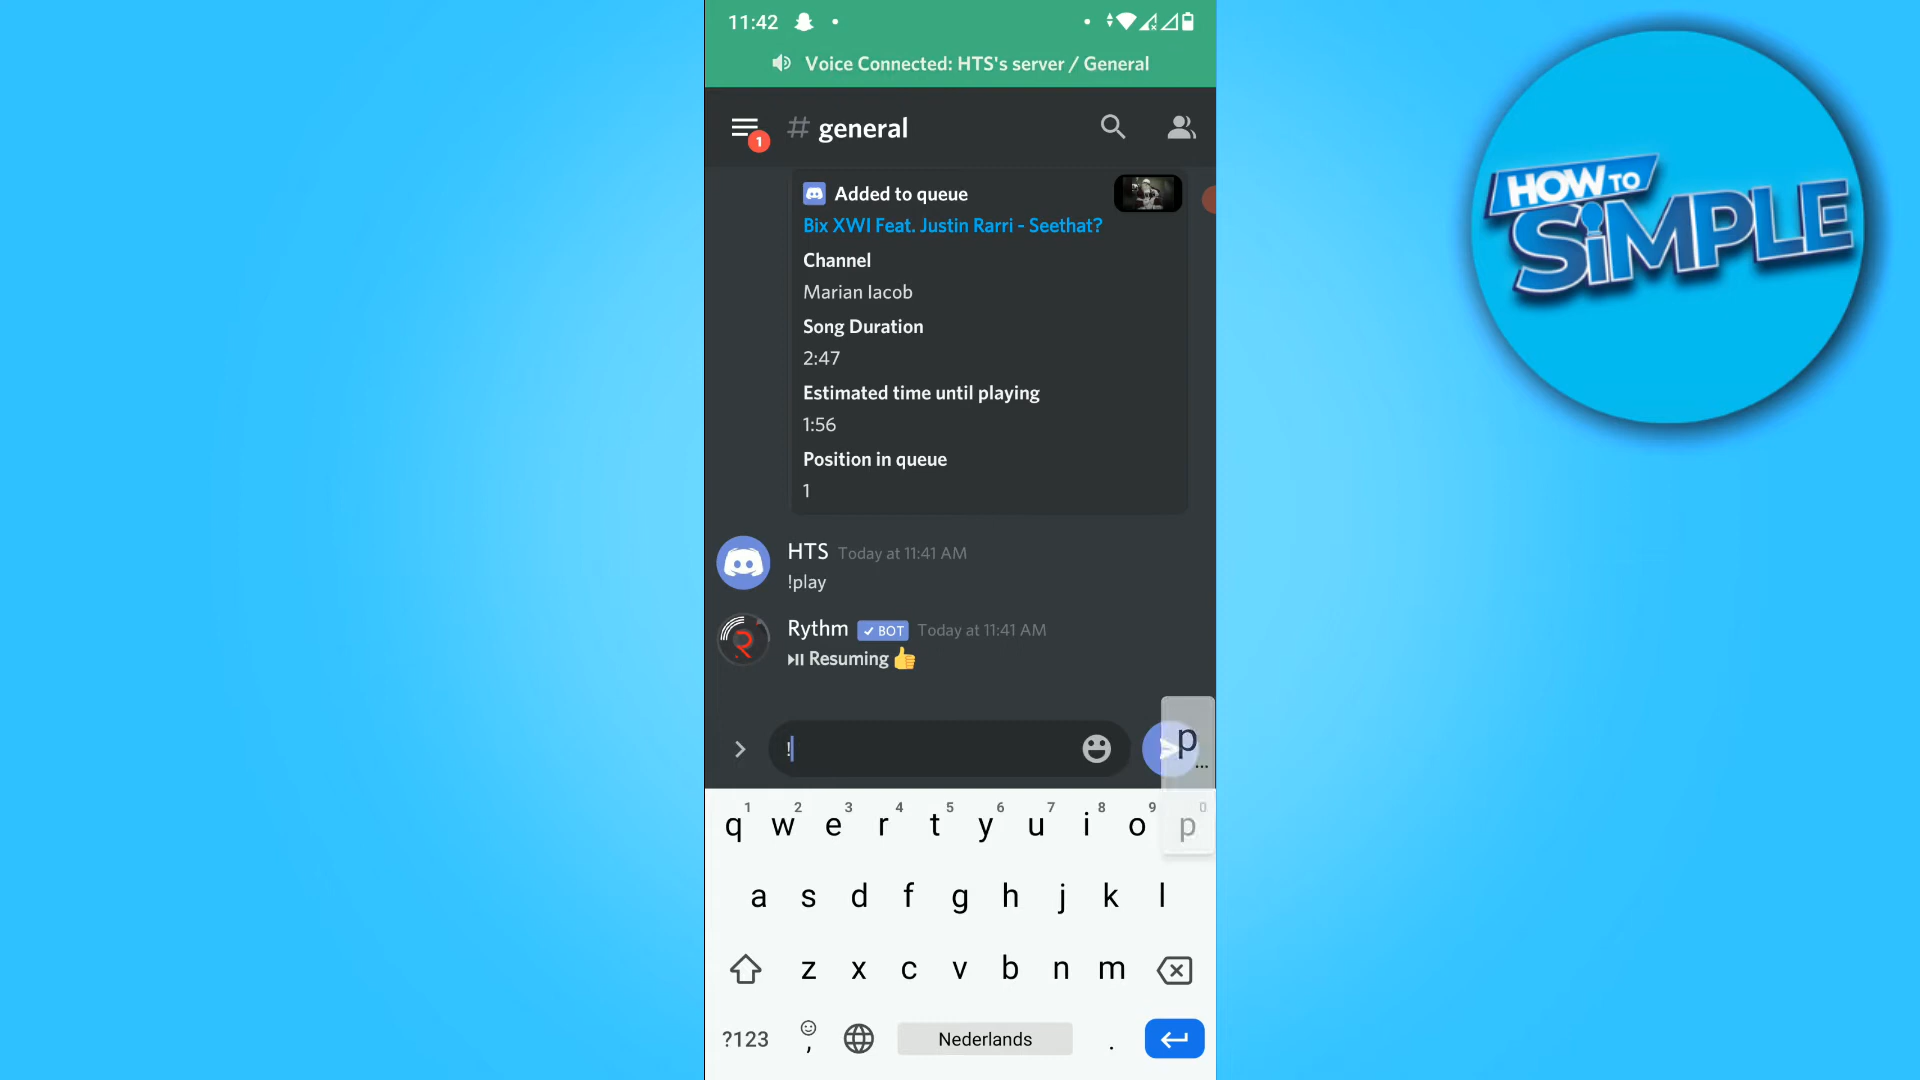 11:42
Voice Connected: HTS's server / General
1
# general
Added to queue
Bix XWI Feat. Justin Rarri - Seethat?
Channel
Marian Iacob
Song Duration
2:47
Estimated time until playing
1:56
Position in queue
1
HTS Today at 11:41 AM
!play
Rythm ✓ BOT Today at 11:41 AM
⏯ Resuming 👍
!
p
...
1 2 3 4 5 6 7 8 9 0
q w e r t y u i o p
a s d f g h j k l
z x c v b n m
?123 , Nederlands .
HOW TO
SiMPLE